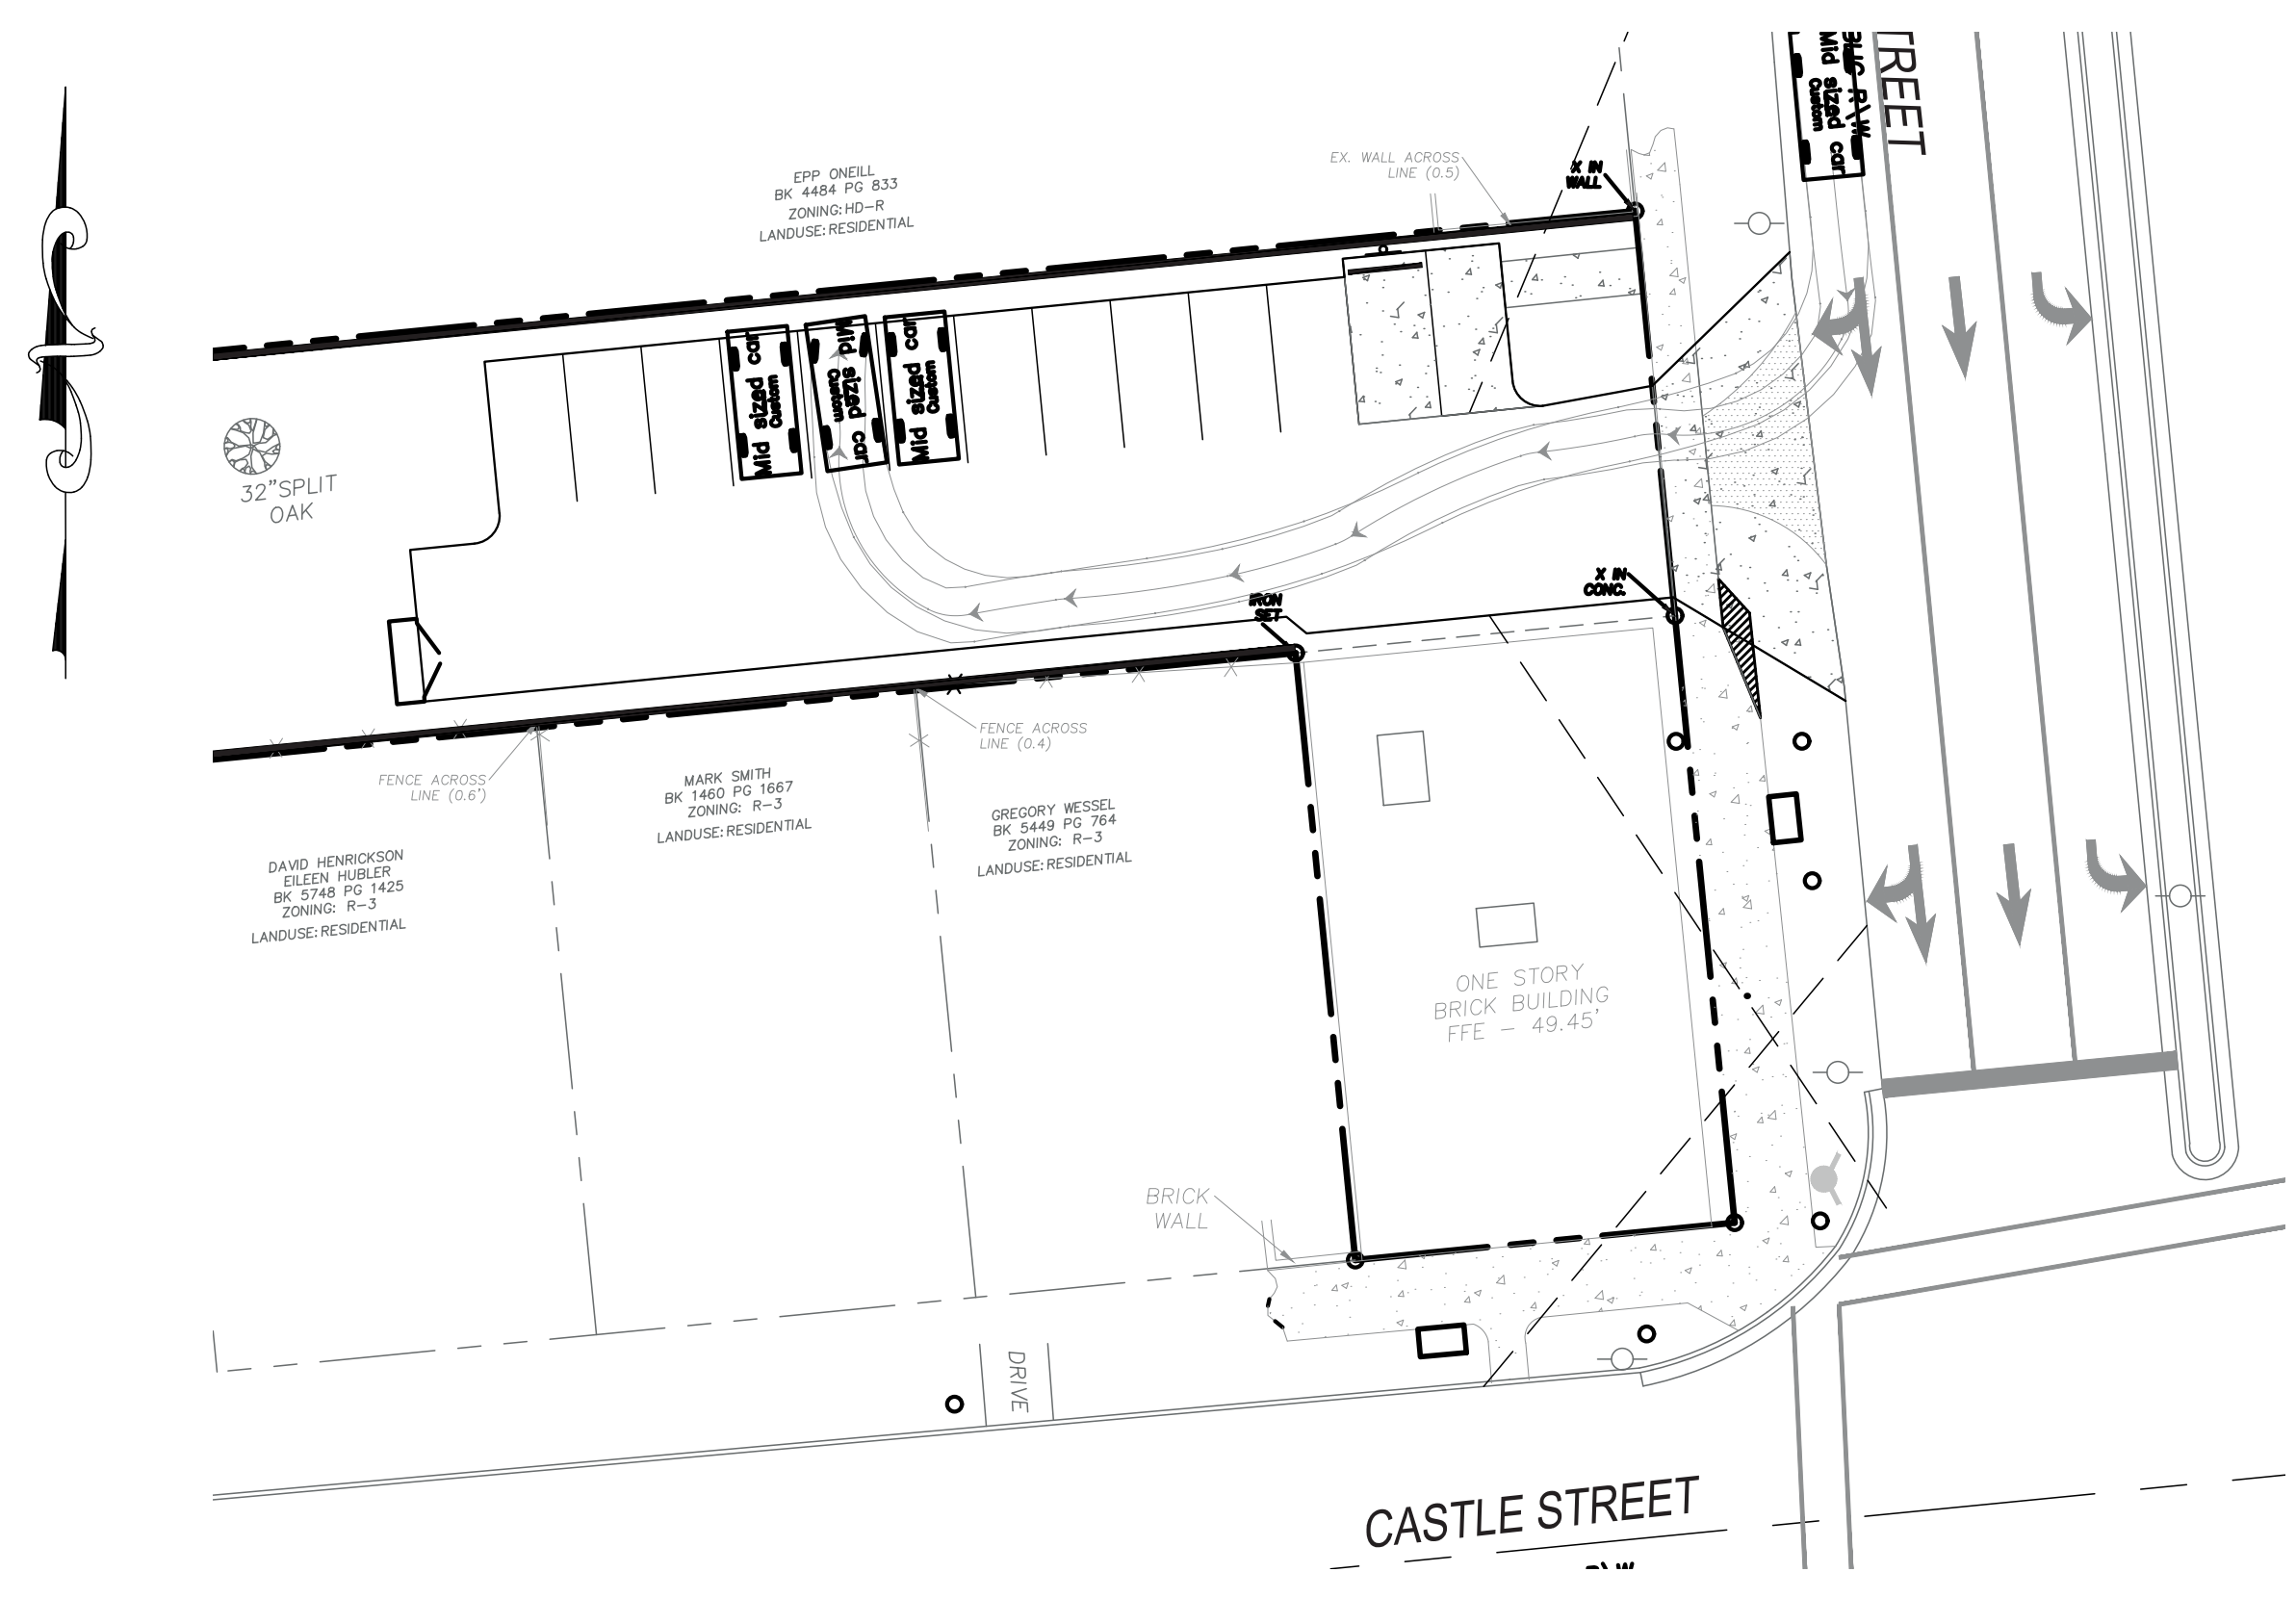 TREET
BLIC R\W
Mid sized car
Custom
EPP ONEILL
BK 4484 PG 833
ZONING: HD-R
LANDUSE: RESIDENTIAL
EX. WALL ACROSS
LINE (0.5)
X IN
WALL
Mid sized car
Custom
Mid sized car
Custom
Mid sized car
Custom
32"SPLIT
OAK
X IN
CONC.
IRON
SET
FENCE ACROSS
LINE (0.4)
FENCE ACROSS
LINE (0.6')
MARK SMITH
BK 1460 PG 1667
ZONING: R-3
LANDUSE: RESIDENTIAL
GREGORY WESSEL
BK 5449 PG 764
ZONING: R-3
LANDUSE: RESIDENTIAL
DAVID HENRICKSON
EILEEN HUBLER
BK 5748 PG 1425
ZONING: R-3
LANDUSE: RESIDENTIAL
ONE STORY
BRICK BUILDING
FFE - 49.45'
BRICK
WALL
DRIVE
CASTLE STREET